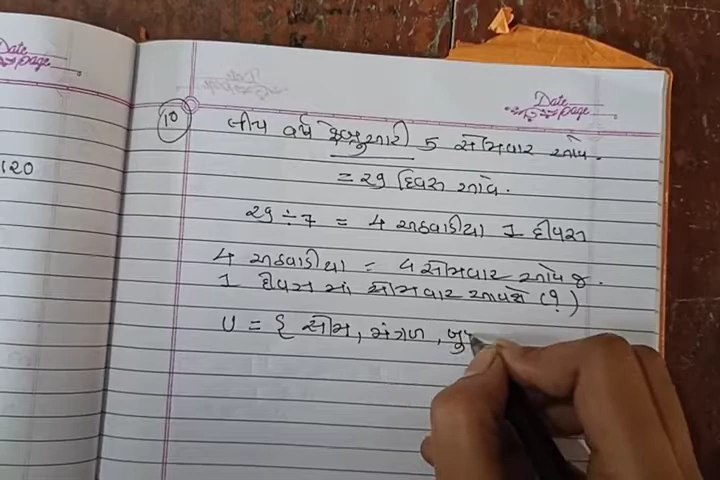 Date
Page
Date
Page
120
10 લીપ વર્ષ ફેબ્રુઆરી 5 સોમવાર આવે.
= 29 દિવસ આવે.
29 ÷ 7 = 4 અઠવાડીયા 1 દીવસ
4 અઠવાડીયા = 4 સોમવાર આવે જ.
1 દીવસ માં સોમવાર આવશે (?)
U = { સોમ, મંગળ, બુધ